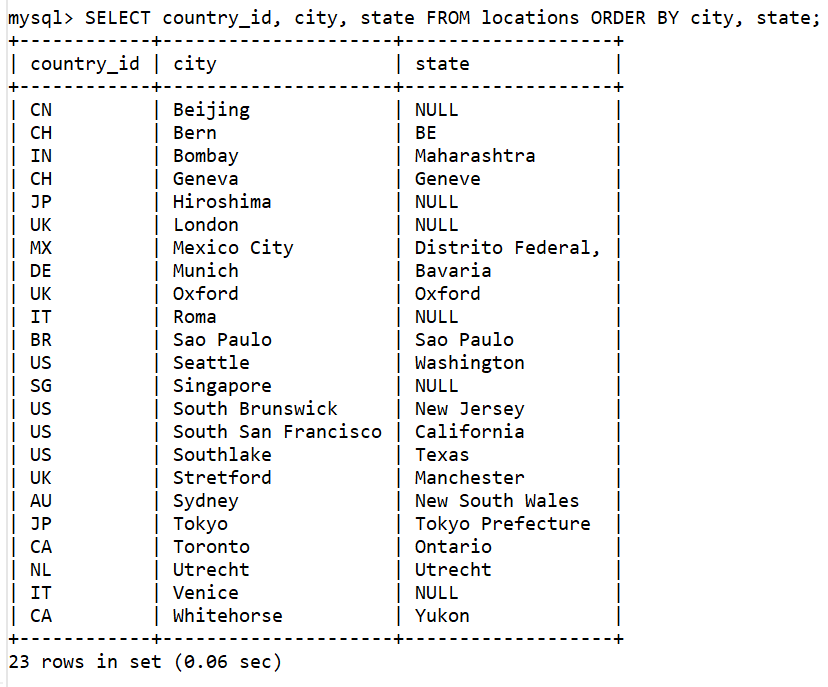 mysql> SELECT country_id, city, state FROM locations ORDER BY city, state;
+------------+---------------------+-------------------+
| country_id | city                | state             |
+------------+---------------------+-------------------+
| CN         | Beijing             | NULL              |
| CH         | Bern                | BE                |
| IN         | Bombay              | Maharashtra       |
| CH         | Geneva              | Geneve            |
| JP         | Hiroshima           | NULL              |
| UK         | London              | NULL              |
| MX         | Mexico City         | Distrito Federal, |
| DE         | Munich              | Bavaria           |
| UK         | Oxford              | Oxford            |
| IT         | Roma                | NULL              |
| BR         | Sao Paulo           | Sao Paulo         |
| US         | Seattle             | Washington        |
| SG         | Singapore           | NULL              |
| US         | South Brunswick     | New Jersey        |
| US         | South San Francisco | California        |
| US         | Southlake           | Texas             |
| UK         | Stretford           | Manchester        |
| AU         | Sydney              | New South Wales   |
| JP         | Tokyo               | Tokyo Prefecture  |
| CA         | Toronto             | Ontario           |
| NL         | Utrecht             | Utrecht           |
| IT         | Venice              | NULL              |
| CA         | Whitehorse          | Yukon             |
+------------+---------------------+-------------------+
23 rows in set (0.06 sec)